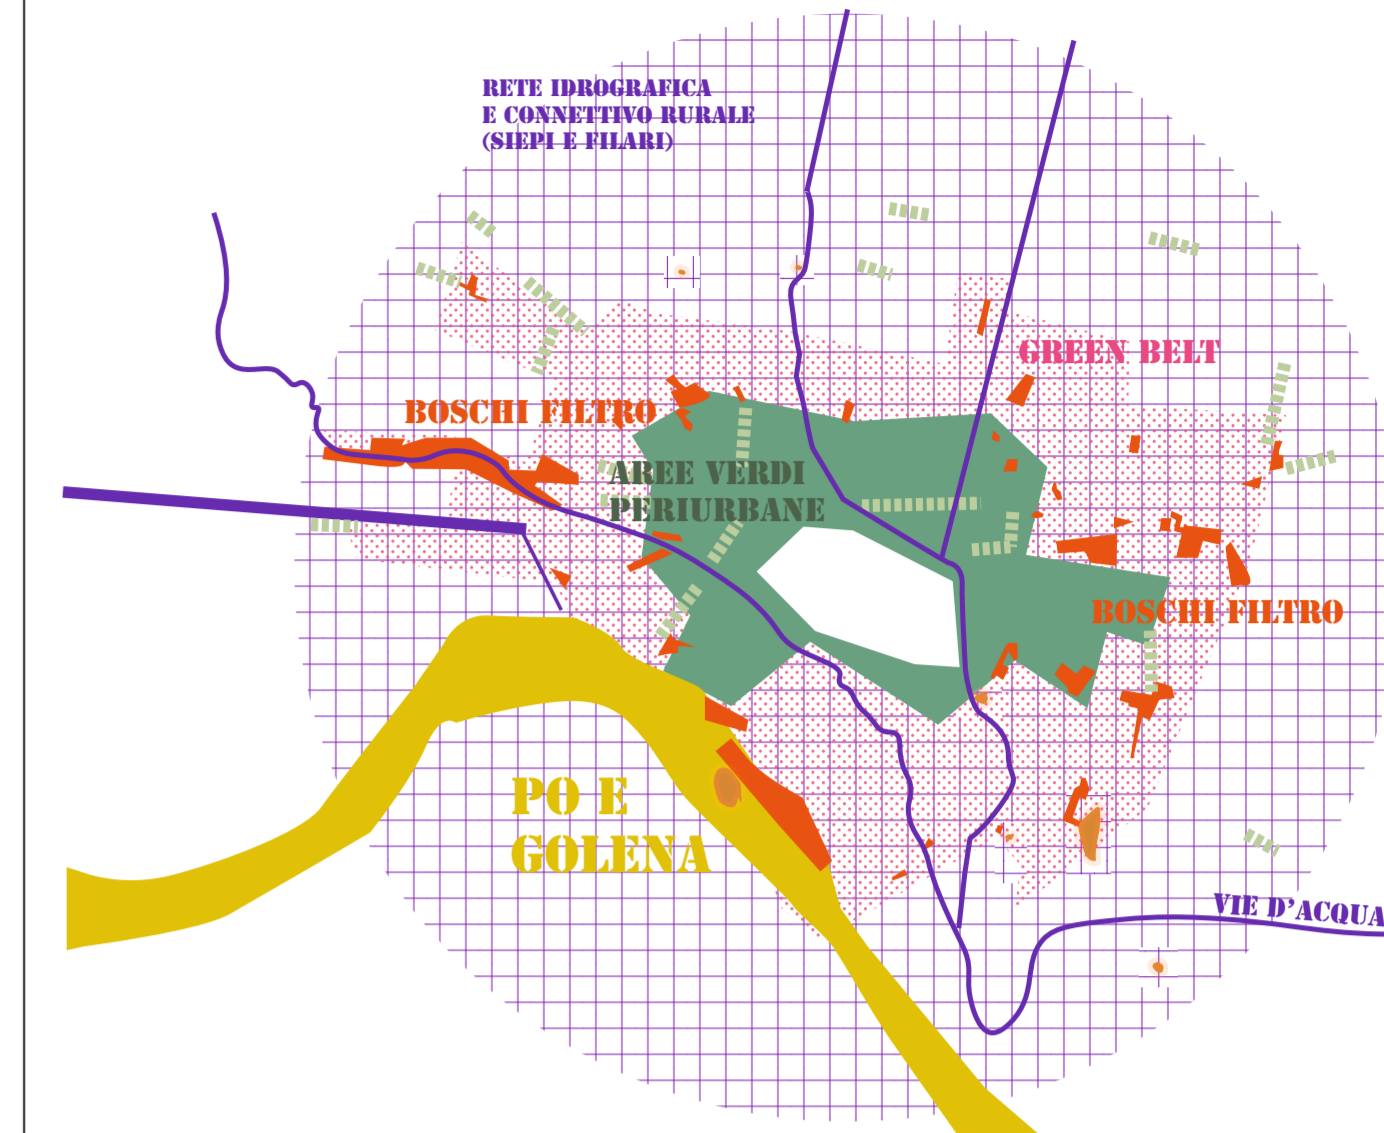 RETE IDROGRAFICA
E CONNETTIVO RURALE
(SIEPI E FILARI)
GREEN BELT
BOSCHI FILTRO
AREE VERDI
PERIURBANE
BOSCHI FILTRO
PO E
GOLENA
VIE D'ACQUA